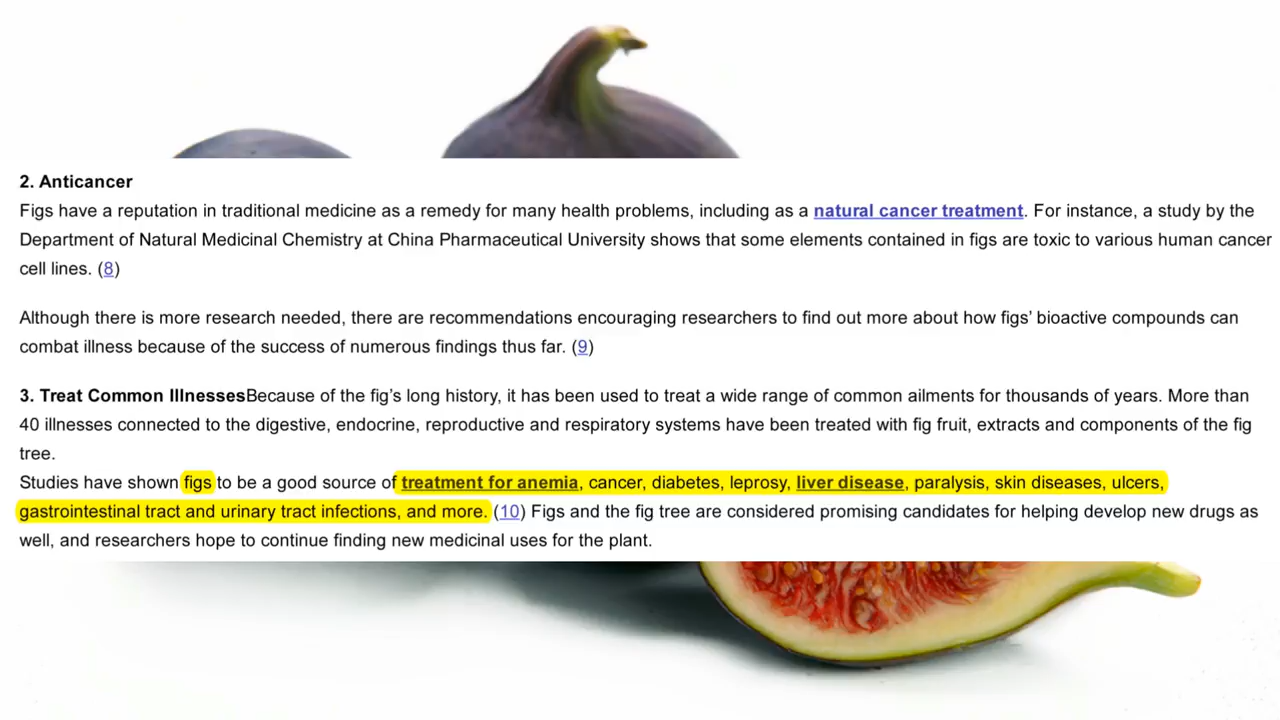 2. Anticancer
Figs have a reputation in traditional medicine as a remedy for many health problems, including as a natural cancer treatment. For instance, a study by the
Department of Natural Medicinal Chemistry at China Pharmaceutical University shows that some elements contained in figs are toxic to various human cancer
cell lines. (8)
Although there is more research needed, there are recommendations encouraging researchers to find out more about how figs’ bioactive compounds can
combat illness because of the success of numerous findings thus far. (9)
3. Treat Common IllnessesBecause of the fig’s long history, it has been used to treat a wide range of common ailments for thousands of years. More than
40 illnesses connected to the digestive, endocrine, reproductive and respiratory systems have been treated with fig fruit, extracts and components of the fig
tree.
Studies have shown figs to be a good source of treatment for anemia, cancer, diabetes, leprosy, liver disease, paralysis, skin diseases, ulcers,
gastrointestinal tract and urinary tract infections, and more. (10) Figs and the fig tree are considered promising candidates for helping develop new drugs as
well, and researchers hope to continue finding new medicinal uses for the plant.